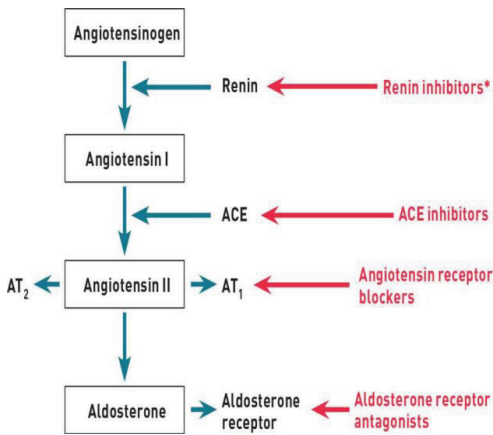 Angiotensinogen
Renin
Renin inhibitors*
Angiotensin I
ACE
ACE inhibitors
AT₂
Angiotensin II
AT₁
Angiotensin receptor
blockers
Aldosterone
Aldosterone
receptor
Aldosterone receptor
antagonists